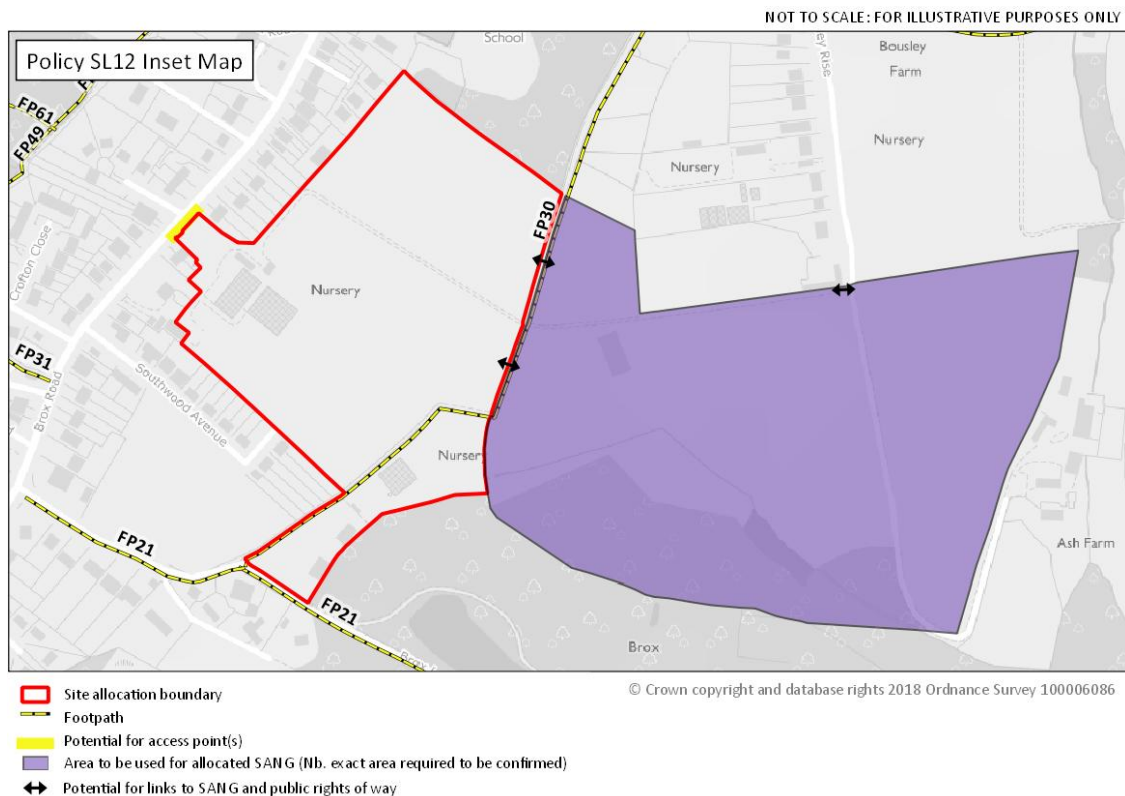 NOT TO SCALE: FOR ILLUSTRATIVE PURPOSES ONLY
Policy SL12 Inset Map
School
ey Rise
Bousley
Farm
Nursery
Nursery
FP61
FP49
FP30
Crofton Close
Nursery
FP31
Brox Road
Southwood Avenue
Nursery
FP21
FP21
Brox
Ash Farm
© Crown copyright and database rights 2018 Ordnance Survey 100006086
Site allocation boundary
Footpath
Potential for access point(s)
Area to be used for allocated SANG (Nb. exact area required to be confirmed)
Potential for links to SANG and public rights of way